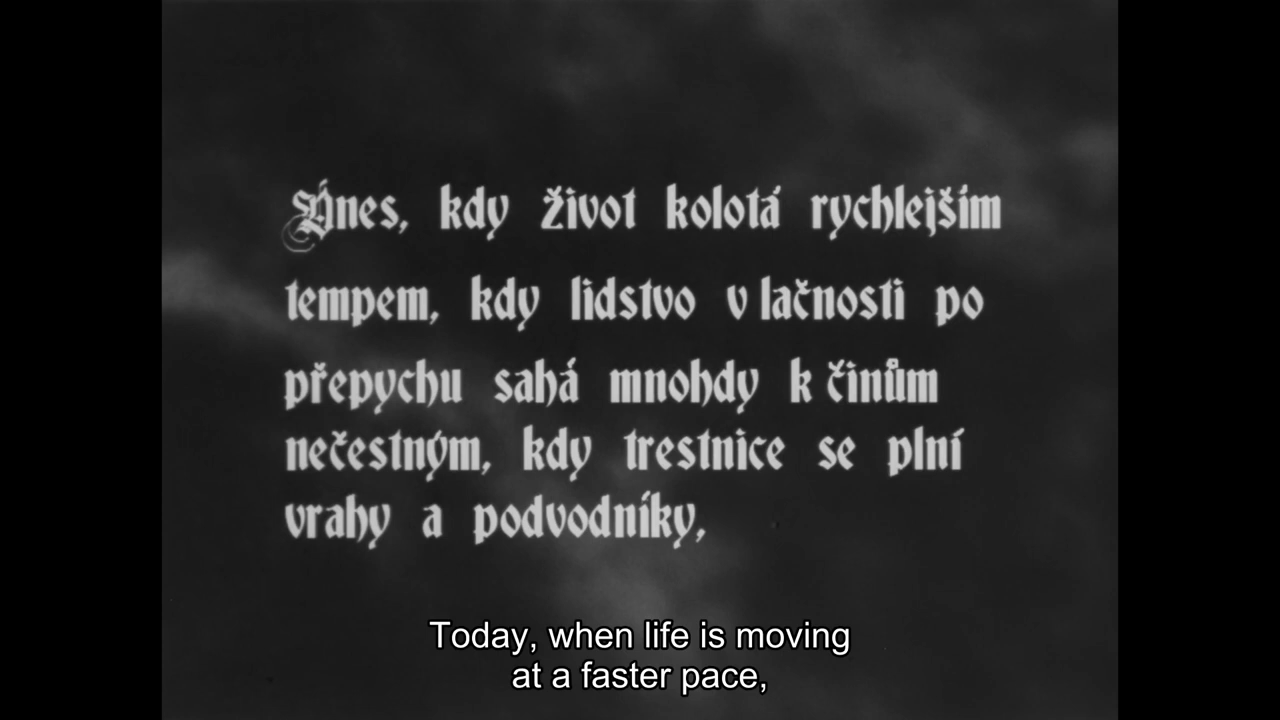 Dnes, kdy život kolotá rychlejším
tempem, kdy lidstvo v lačnosti po
přepychu sahá mnohdy k činům
nečestným, kdy trestnice se plní
vrahy a podvodníky,
Today, when life is moving
at a faster pace,